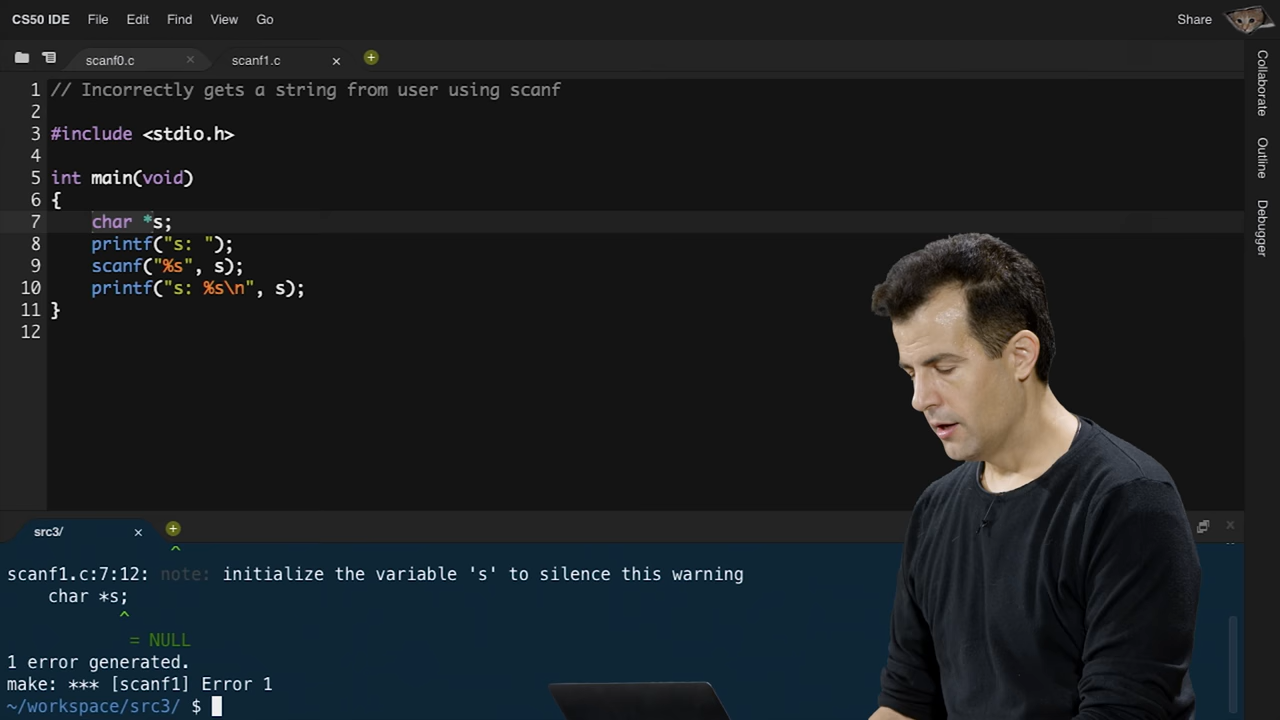 CS50 IDE File Edit Find View Go Share
scanf0.c scanf1.c
1 // Incorrectly gets a string from user using scanf
2
3 #include <stdio.h>
4
5 int main(void)
6 {
7 char *s;
8 printf("s: ");
9 scanf("%s", s);
10 printf("s: %s\n", s);
11 }
12
Collaborate
Outline
Debugger
src3/
^
scanf1.c:7:12: note: initialize the variable 's' to silence this warning
char *s;
^
= NULL
1 error generated.
make: *** [scanf1] Error 1
~/workspace/src3/ $